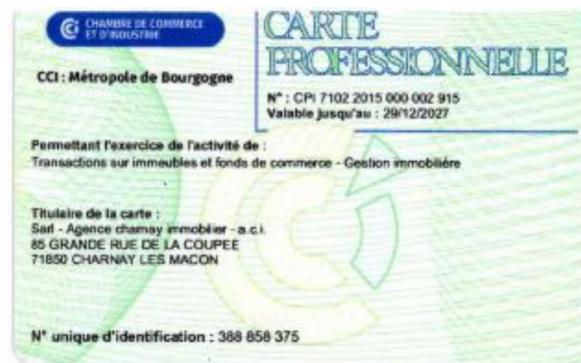 CHAMBRE DE COMMERCE
ET D'INDUSTRIE
CARTE
PROFESSIONNELLE
CCI : Métropole de Bourgogne
N° : CPI 7102 2015 000 002 915
Valable jusqu'au : 29/12/2027
Permettant l'exercice de l'activité de :
Transactions sur immeubles et fonds de commerce - Gestion immobilière
Titulaire de la carte :
Sarl - Agence charnay immobilier - a.c.i.
85 GRANDE RUE DE LA COUPEE
71850 CHARNAY LES MACON
N° unique d'identification : 388 858 375